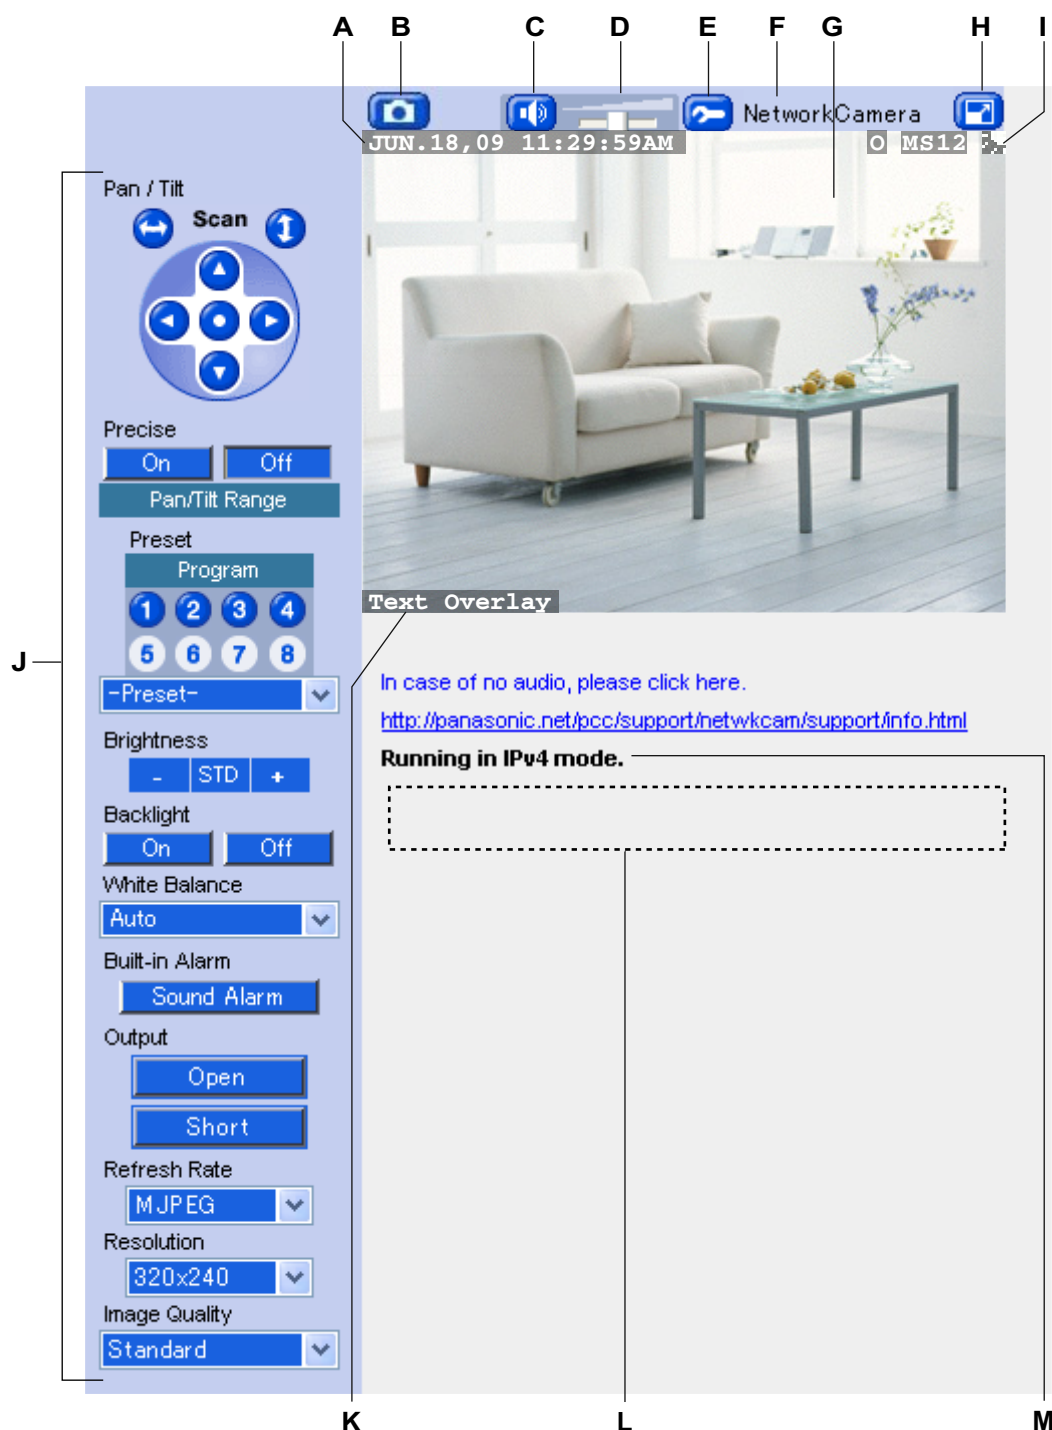 A B C D E F G H I
NetworkCamera
JUN.18,09 11:29:59AM O MS12
Pan / Tilt
Scan
Precise
On Off
Pan/Tilt Range
Preset
Program
1 2 3 4
5 6 7 8
-Preset-
Brightness
- STD +
Backlight
On Off
White Balance
Auto
Built-in Alarm
Sound Alarm
Output
Open
Short
Refresh Rate
MJPEG
Resolution
320x240
Image Quality
Standard
J
Text Overlay
In case of no audio, please click here.
http://panasonic.net/pcc/support/netwkcam/support/info.html
Running in IPv4 mode.
K L M